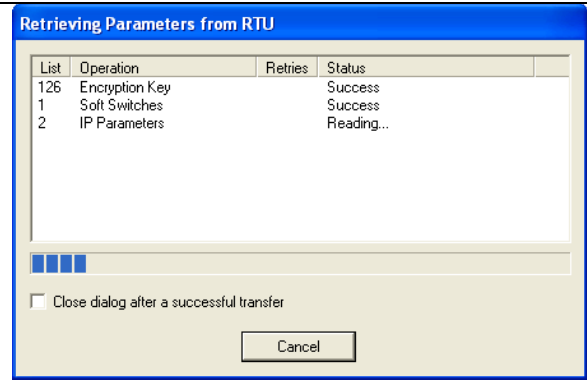 Retrieving Parameters from RTU
List Operation Retries Status
126 Encryption Key Success
1 Soft Switches Success
2 IP Parameters Reading...
Close dialog after a successful transfer
Cancel